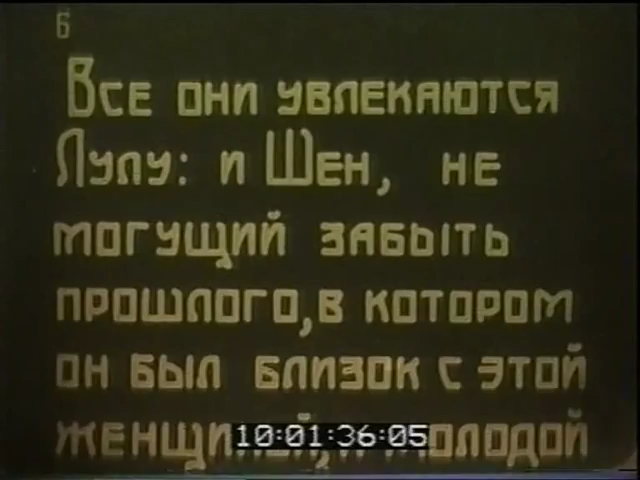 6
Все они увлекаются
Лулу: и Шен, не
могущий забыть
прошлого, в котором
он был близок с этой
молодой
10:01:36:05